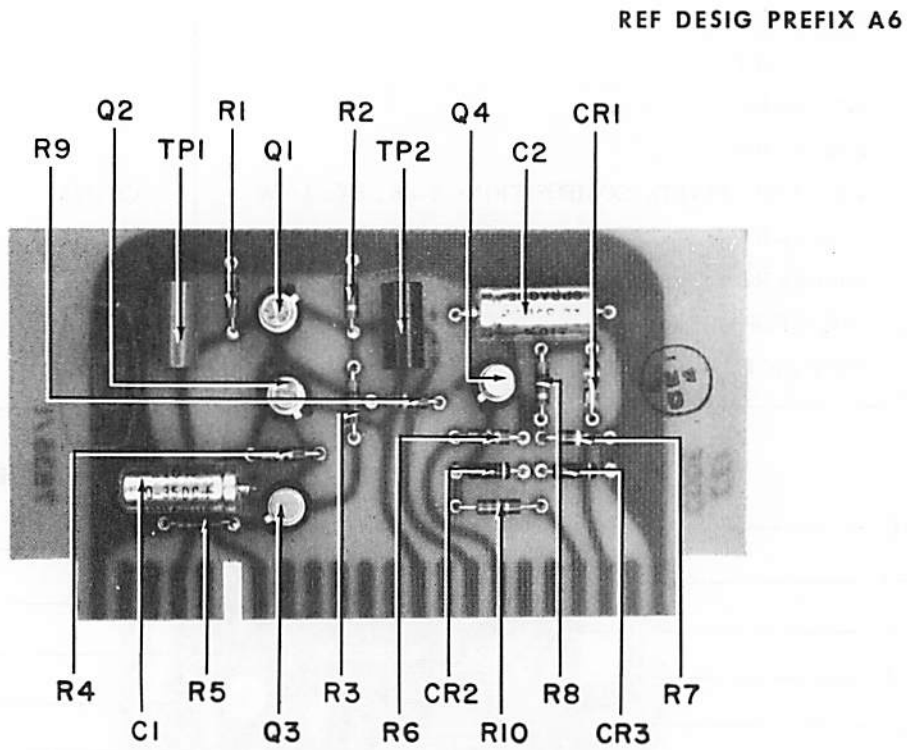 REF DESIG PREFIX A6
Q2 R1 R2 Q4 CR1
R9 TP1 Q1 TP2 C2
R4 R5 R3 CR2 R8 R7
C1 Q3 R6 R10 CR3